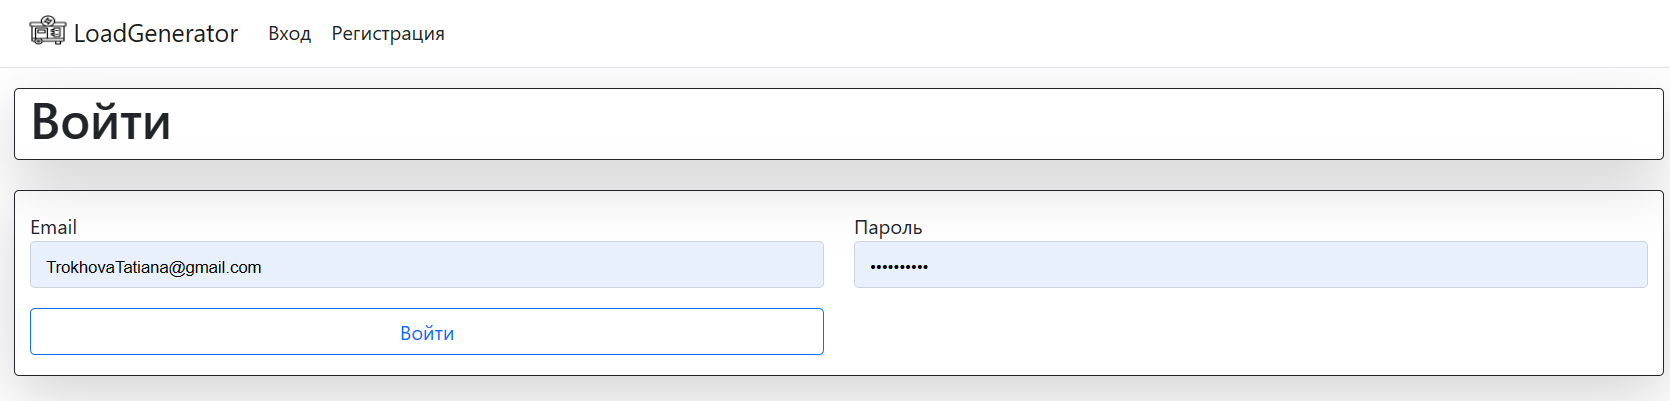 LoadGenerator Вход Регистрация
Войти
Email Пароль
TrokhovaTatiana@gmail.com ••••••••••
Войти